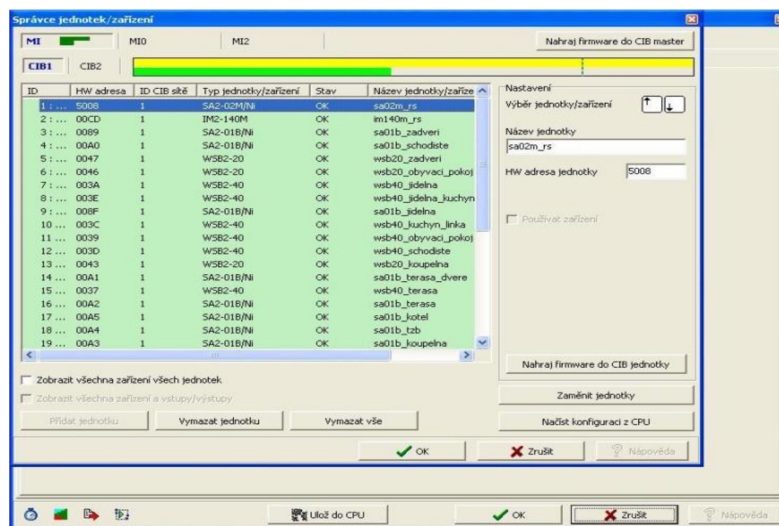 Správce jednotek/zařízení
MI MI0 MI2 Nahraj firmware do CIB master
CIB1 CIB2
ID HW adresa ID CIB sítě Typ jednotky/zařízení Stav Název jednotky/zaříze
1 : ... 5008 1 SA2-02M/Ni OK sa02m_rs
2 : ... 00CD 1 IM2-140M OK im140m_rs
3 : ... 0089 1 SA2-01B/Ni OK sa01b_zadveri
4 : ... 00A0 1 SA2-01B/Ni OK sa01b_schodiste
5 : ... 0047 1 WSB2-20 OK wsb20_zadveri
6 : ... 0046 1 WSB2-20 OK wsb20_obyvaci_pokoj
7 : ... 003A 1 WSB2-40 OK wsb40_jidelna
8 : ... 003E 1 WSB2-40 OK wsb40_jidelna_kuchyn
9 : ... 008F 1 SA2-01B/Ni OK sa01b_jidelna
10 ... 003C 1 WSB2-40 OK wsb40_kuchyn_linka
11 ... 0039 1 WSB2-40 OK wsb40_obyvaci_pokoj
12 ... 003D 1 WSB2-40 OK wsb40_schodiste
13 ... 0043 1 WSB2-20 OK wsb20_koupelna
14 ... 00A1 1 SA2-01B/Ni OK sa01b_terasa_dvere
15 ... 0037 1 WSB2-40 OK wsb40_terasa
16 ... 00A2 1 SA2-01B/Ni OK sa01b_terasa
17 ... 00A5 1 SA2-01B/Ni OK sa01b_kotel
18 ... 00A4 1 SA2-01B/Ni OK sa01b_tzb
19 ... 00A3 1 SA2-01B/Ni OK sa01b_koupelna
Nastavení
Výběr jednotky/zařízení
Název jednotky
sa02m_rs
HW adresa jednotky 5008
Používat zařízení
Nahraj firmware do CIB jednotky
Zobrazit všechna zařízení všech jednotek
Zobrazit všechna zařízení a vstupy/výstupy
Zaměnit jednotky
Přidat jednotku Vymazat jednotku Vymazat vše Načíst konfiguraci z CPU
OK Zrušit Nápověda
Ulož do CPU OK Zrušit Nápověda